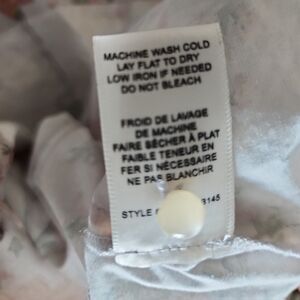 MACHINE WASH COLD
LAY FLAT TO DRY
LOW IRON IF NEEDED
DO NOT BLEACH
FROID DE LAVAGE
DE MACHINE
FAIRE SÉCHER À PLAT
FAIBLE TENEUR EN
FER SI NÉCESSAIRE
NE PAS BLANCHIR
STYLE 3145